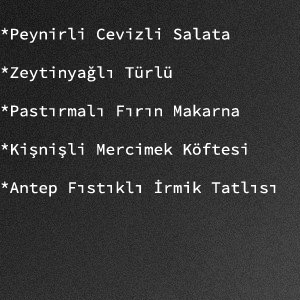 *Peynirli Cevizli Salata
*Zeytinyağlı Türlü
*Pastırmalı Fırın Makarna
*Kişnişli Mercimek Köftesi
*Antep Fıstıklı İrmik Tatlısı